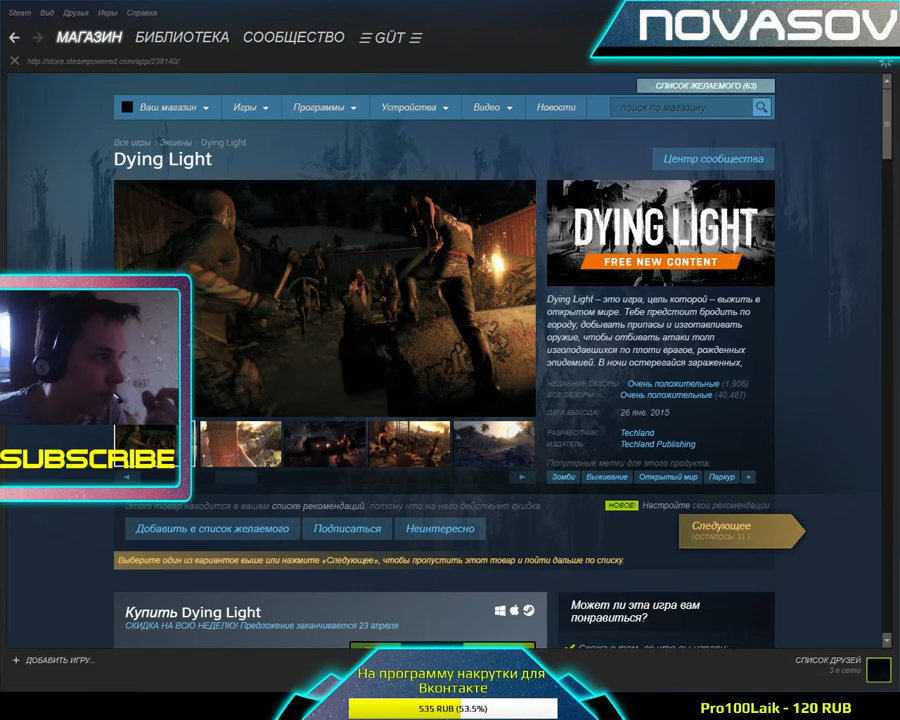 Steam Вид Друзья Игры Справка
NOVASOV
МАГАЗИН БИБЛИОТЕКА СООБЩЕСТВО ΞGÜTΞ
http://store.steampowered.com/app/239140/
СПИСОК ЖЕЛАЕМОГО (63)
Ваш магазин Игры Программы Устройства Видео Новости поиск по магазину
Все игры › Экшены › Dying Light
Dying Light
Центр сообщества
DYING LIGHT
FREE NEW CONTENT
Dying Light – это игра, цель которой – выжить в
открытом мире. Тебе предстоит бродить по
городу, добывать припасы и изготавливать
оружие, чтобы отбивать атаки толп
изголодавшихся по плоти врагов, рожденных
эпидемией. В ночи остерегайся зараженных,
НЕДАВНИЕ ОБЗОРЫ: Очень положительные (1,906)
ВСЕ ОБЗОРЫ: Очень положительные (40,487)
ДАТА ВЫХОДА: 26 янв. 2015
РАЗРАБОТЧИК: Techland
ИЗДАТЕЛЬ: Techland Publishing
Популярные метки для этого продукта:
Зомби Выживание Открытый мир Паркур +
SUBSCRIBE
Этот товар находится в вашем списке рекомендаций, потому что на него действует скидка.
НОВОЕ! Настройте свои рекомендации
Добавить в список желаемого Подписаться Неинтересно
Следующее
(ОСТАЛОСЬ: 11 )
Выберите один из вариантов выше или нажмите «Следующее», чтобы пропустить этот товар и пойти дальше по списку.
Купить Dying Light
СКИДКА НА ВСЮ НЕДЕЛЮ! Предложение заканчивается 23 апреля
Может ли эта игра вам
понравиться?
+ ДОБАВИТЬ ИГРУ...
СПИСОК ДРУЗЕЙ
3 в сети
На программу накрутки для
Вконтакте
535 RUB (53.5%)
Pro100Laik - 120 RUB